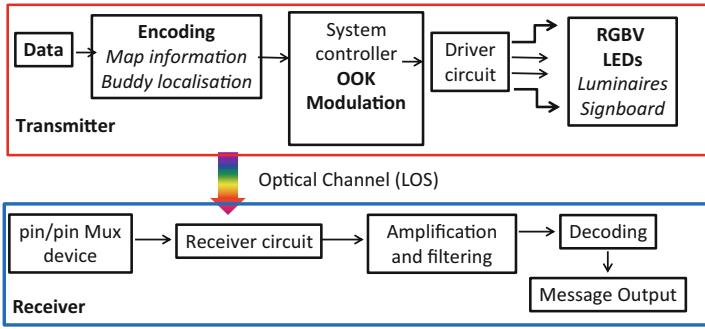 Data
Encoding
Map information
Buddy localisation
System
controller
OOK
Modulation
Driver
circuit
RGBV
LEDs
Luminaires
Signboard
Transmitter
Optical Channel (LOS)
pin/pin Mux
device
Receiver circuit
Amplification
and filtering
Decoding
Message Output
Receiver